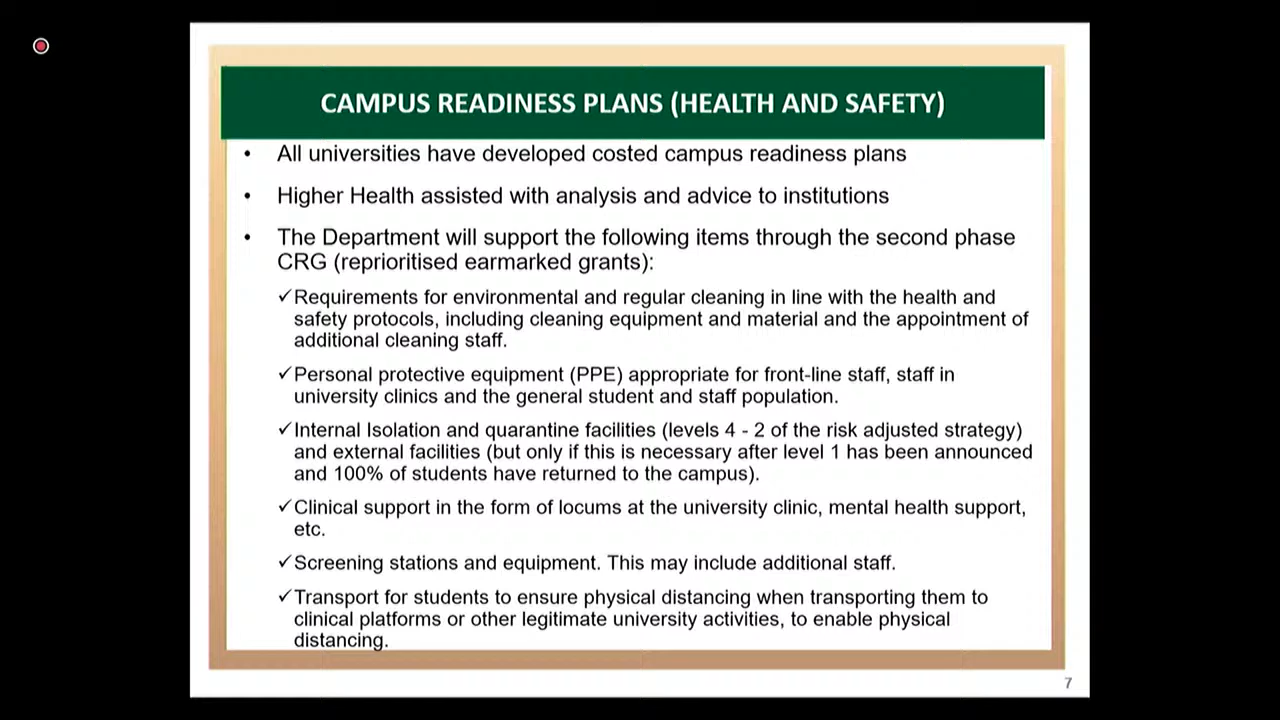 CAMPUS READINESS PLANS (HEALTH AND SAFETY)
• All universities have developed costed campus readiness plans
• Higher Health assisted with analysis and advice to institutions
• The Department will support the following items through the second phase
CRG (reprioritised earmarked grants):
✓Requirements for environmental and regular cleaning in line with the health and
safety protocols, including cleaning equipment and material and the appointment of
additional cleaning staff.
✓Personal protective equipment (PPE) appropriate for front-line staff, staff in
university clinics and the general student and staff population.
✓Internal Isolation and quarantine facilities (levels 4 - 2 of the risk adjusted strategy)
and external facilities (but only if this is necessary after level 1 has been announced
and 100% of students have returned to the campus).
✓Clinical support in the form of locums at the university clinic, mental health support,
etc.
✓Screening stations and equipment. This may include additional staff.
✓Transport for students to ensure physical distancing when transporting them to
clinical platforms or other legitimate university activities, to enable physical
distancing.
7